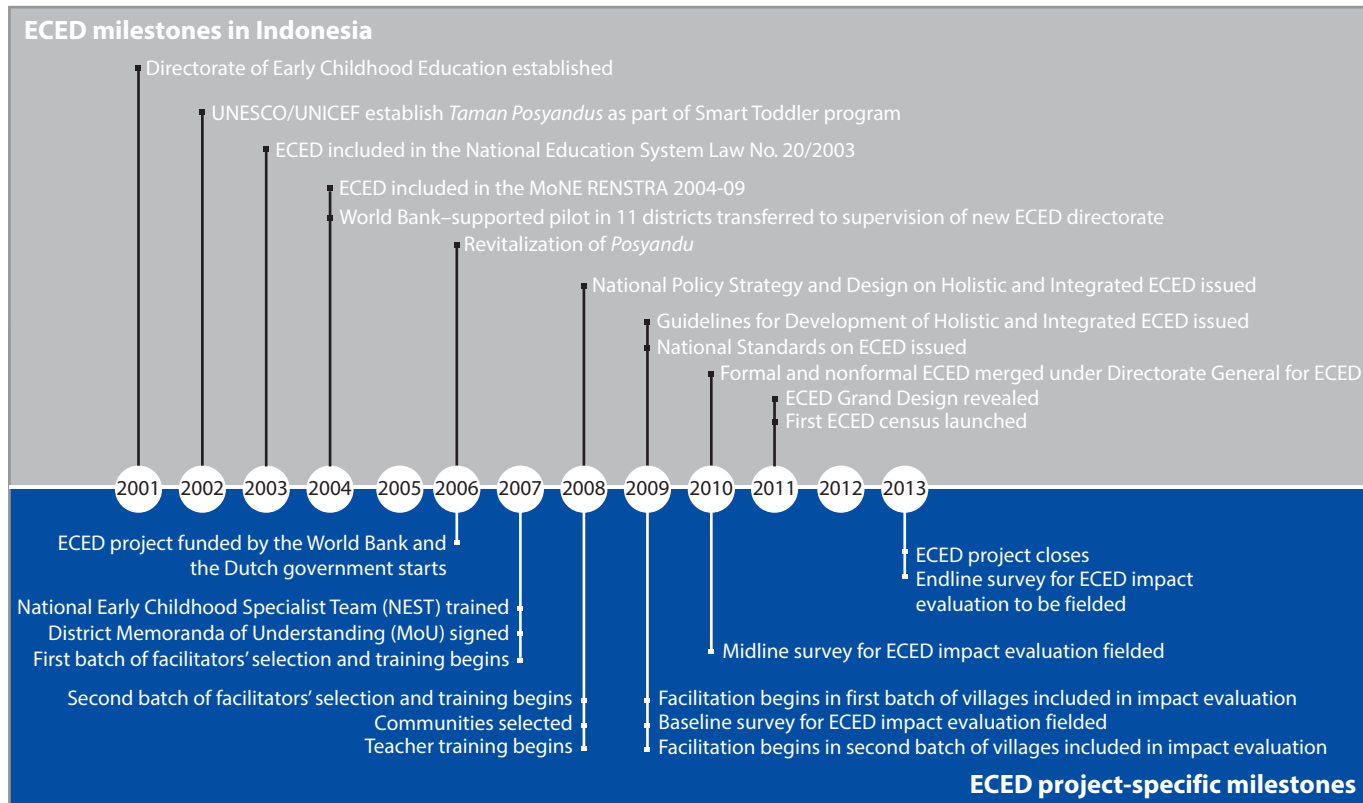 ECED milestones in Indonesia
Directorate of Early Childhood Education established
UNESCO/UNICEF establish Taman Posyandus as part of Smart Toddler program
ECED included in the National Education System Law No. 20/2003
ECED included in the MoNE RENSTRA 2004-09
World Bank–supported pilot in 11 districts transferred to supervision of new ECED directorate
Revitalization of Posyandu
National Policy Strategy and Design on Holistic and Integrated ECED issued
Guidelines for Development of Holistic and Integrated ECED issued
National Standards on ECED issued
Formal and nonformal ECED merged under Directorate General for ECED
ECED Grand Design revealed
First ECED census launched
2001 2002 2003 2004 2005 2006 2007 2008 2009 2010 2011 2012 2013
ECED project funded by the World Bank and
the Dutch government starts
ECED project closes
Endline survey for ECED impact
evaluation to be fielded
National Early Childhood Specialist Team (NEST) trained
District Memoranda of Understanding (MoU) signed
First batch of facilitators' selection and training begins
Midline survey for ECED impact evaluation fielded
Second batch of facilitators' selection and training begins
Communities selected
Teacher training begins
Facilitation begins in first batch of villages included in impact evaluation
Baseline survey for ECED impact evaluation fielded
Facilitation begins in second batch of villages included in impact evaluation
ECED project-specific milestones